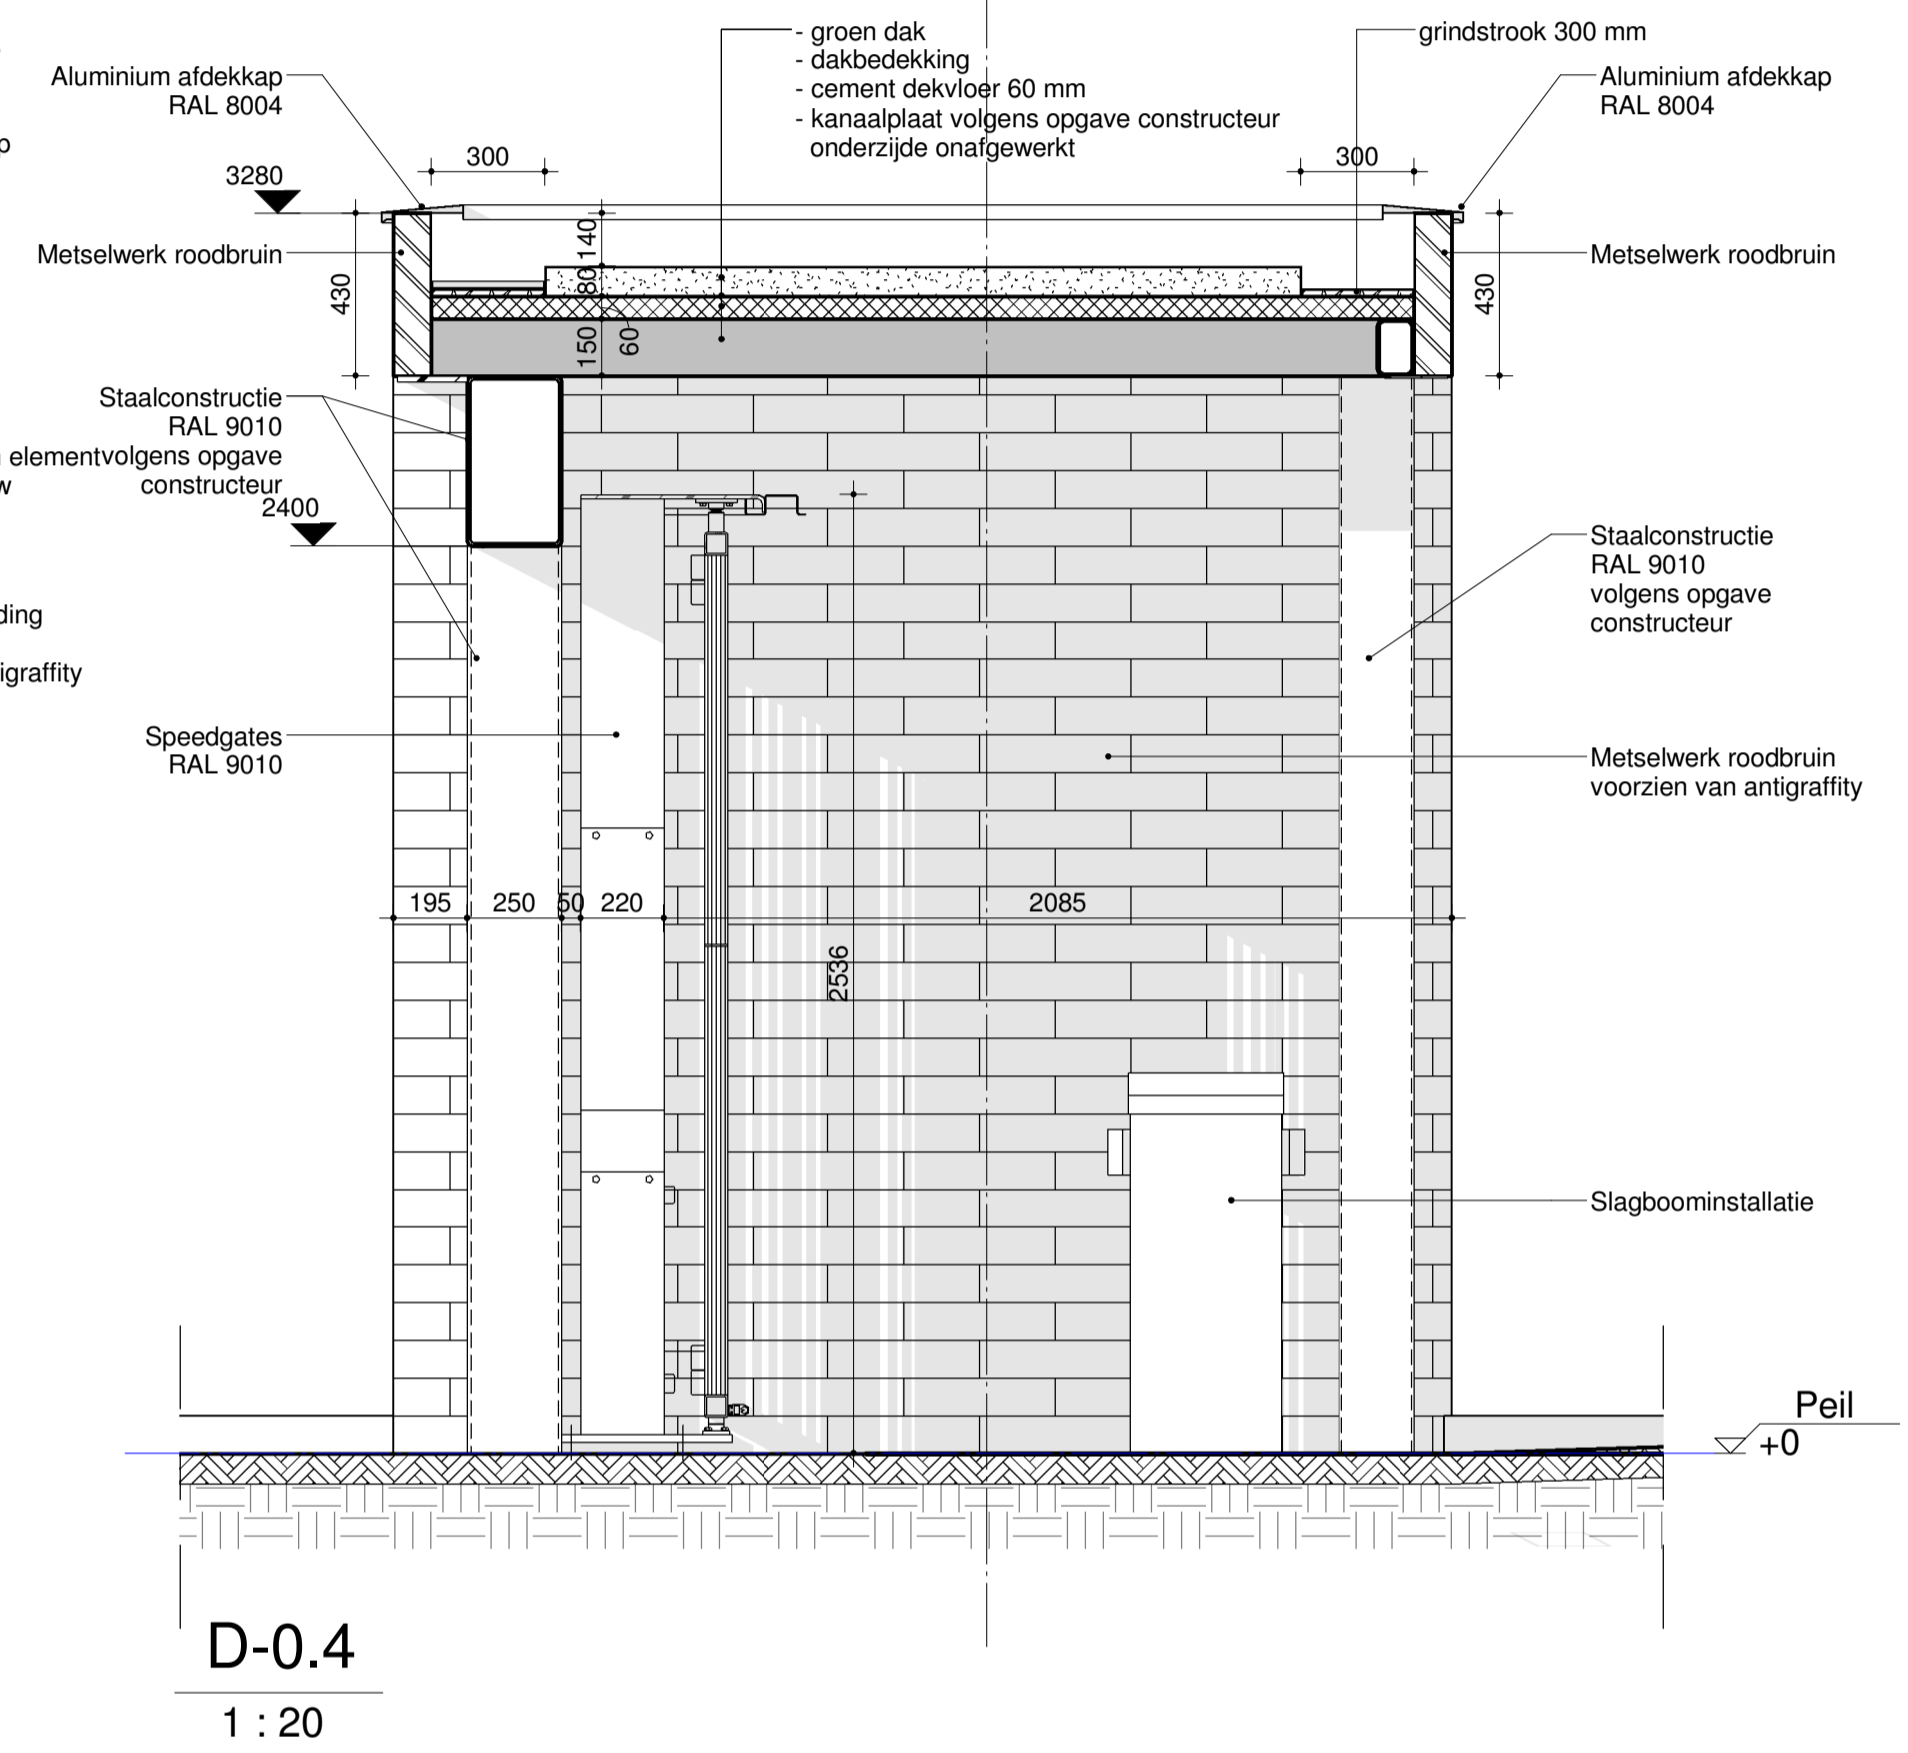 - groen dak
- dakbedekking
- cement dekvloer 60 mm
- kanaalplaat volgens opgave constructeur
onderzijde onafgewerkt
grindstrook 300 mm
Aluminium afdekkap
RAL 8004
Aluminium afdekkap
RAL 8004
p
300
300
3280
140
80
150
60
430
430
Metselwerk roodbruin
Metselwerk roodbruin
Staalconstructie
RAL 9010
elementvolgens opgave
w constructeur
2400
Staalconstructie
RAL 9010
volgens opgave
constructeur
ding
igraffity
Speedgates
RAL 9010
Metselwerk roodbruin
voorzien van antigraffity
195 250 50 220 2085
2536
Slagboominstallatie
Peil
+0
D-0.4
1 : 20